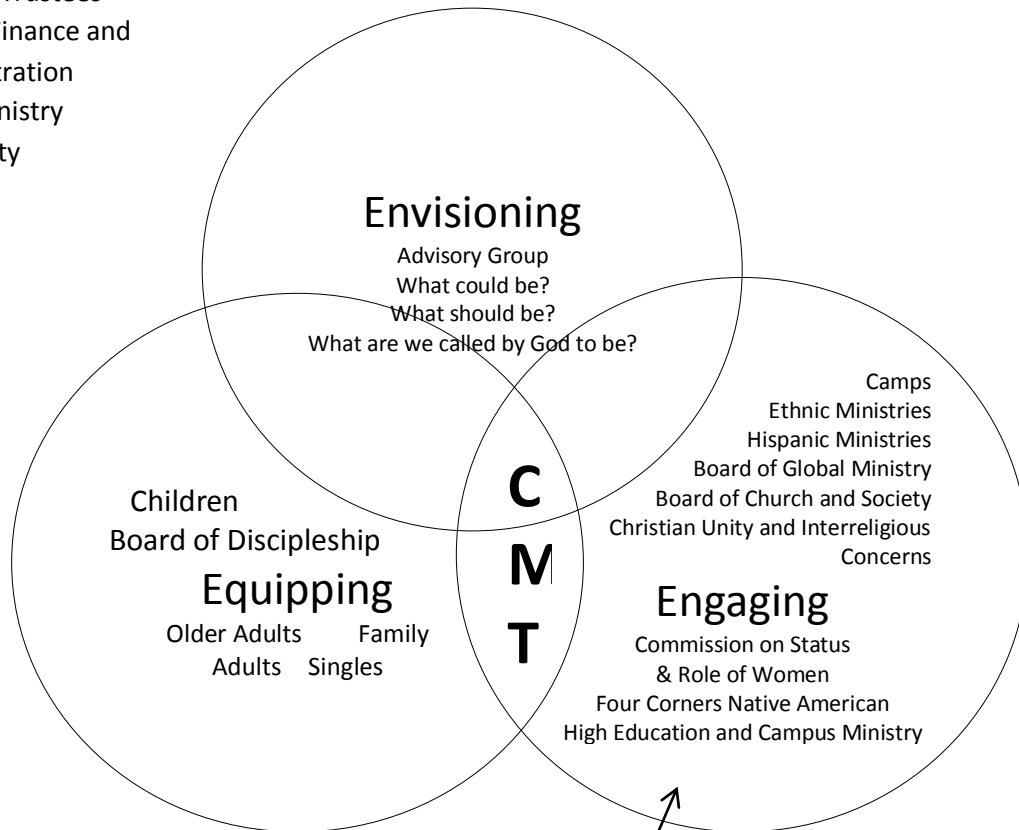 Trustees
Finance and
tration
nistry
ty
Envisioning
Advisory Group
What could be?
What should be?
What are we called by God to be?
Camps
Ethnic Ministries
Hispanic Ministries
Board of Global Ministry
Board of Church and Society
Christian Unity and Interreligious
Concerns
C
M
T
Children
Board of Discipleship
Equipping
Older Adults Family
Adults Singles
Engaging
Commission on Status
& Role of Women
Four Corners Native American
High Education and Campus Ministry